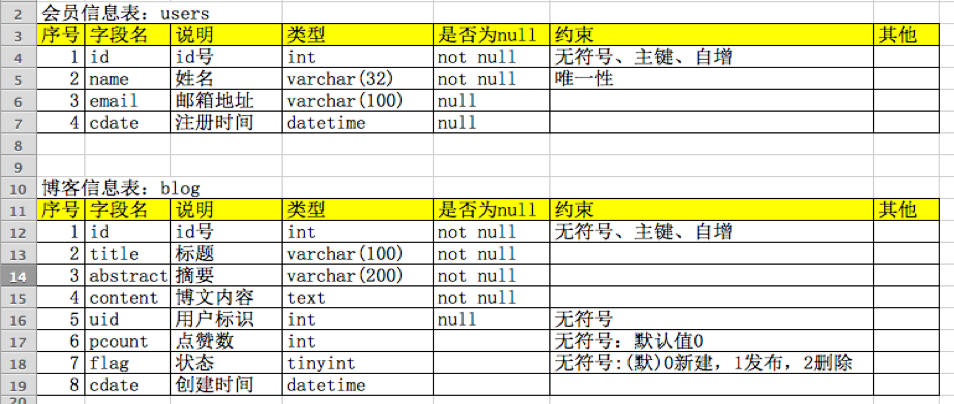 2 会员信息表：users
3 序号 字段名 说明 类型 是否为null 约束 其他
4 1 id id号 int not null 无符号、主键、自增
5 2 name 姓名 varchar(32) not null 唯一性
6 3 email 邮箱地址 varchar(100) null
7 4 cdate 注册时间 datetime null
8
9
10 博客信息表：blog
11 序号 字段名 说明 类型 是否为null 约束 其他
12 1 id id号 int not null 无符号、主键、自增
13 2 title 标题 varchar(100) not null
14 3 abstract 摘要 varchar(200) not null
15 4 content 博文内容 text not null
16 5 uid 用户标识 int null 无符号
17 6 pcount 点赞数 int 无符号：默认值0
18 7 flag 状态 tinyint 无符号:(默)0新建，1发布，2删除
19 8 cdate 创建时间 datetime
20